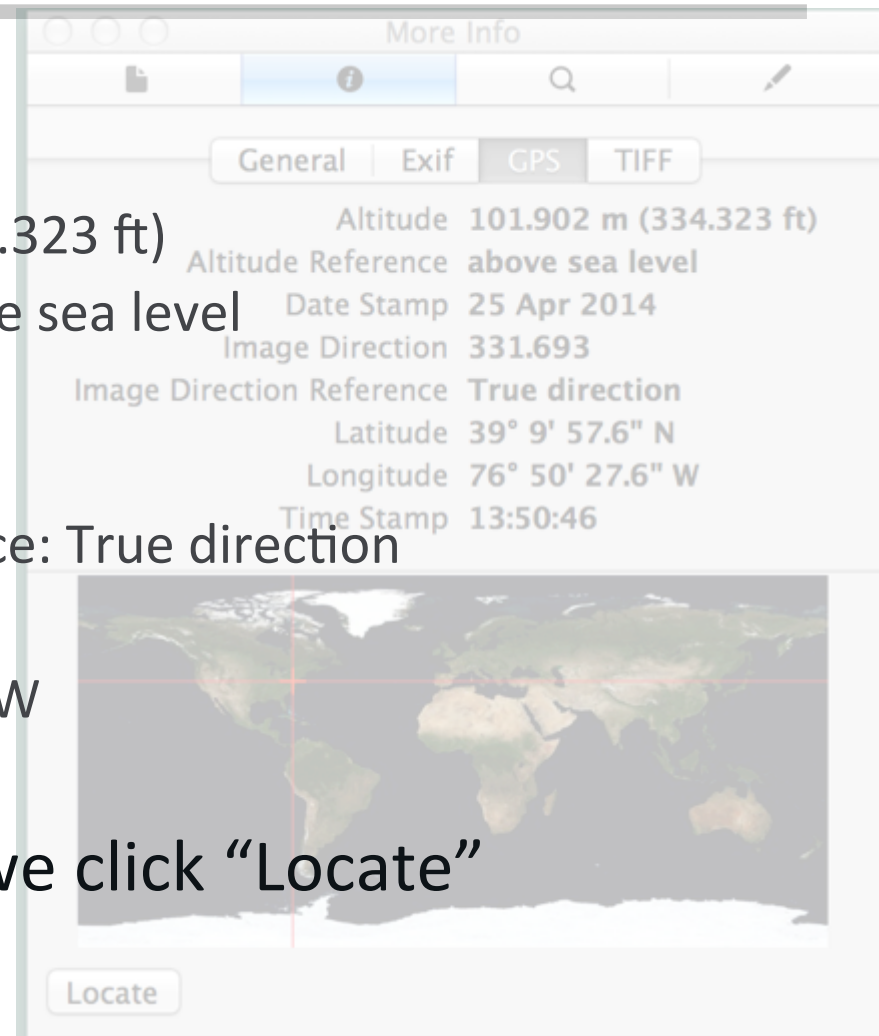 More Info
General Exif GPS TIFF
Altitude 101.902 m (334.323 ft)
.323 ft)
Altitude Reference above sea level
e sea level
Date Stamp 25 Apr 2014
Image Direction 331.693
Image Direction Reference True direction
Latitude 39° 9' 57.6" N
Longitude 76° 50' 27.6" W
Time Stamp 13:50:46
ce: True direction
W
we click “Locate”
Locate